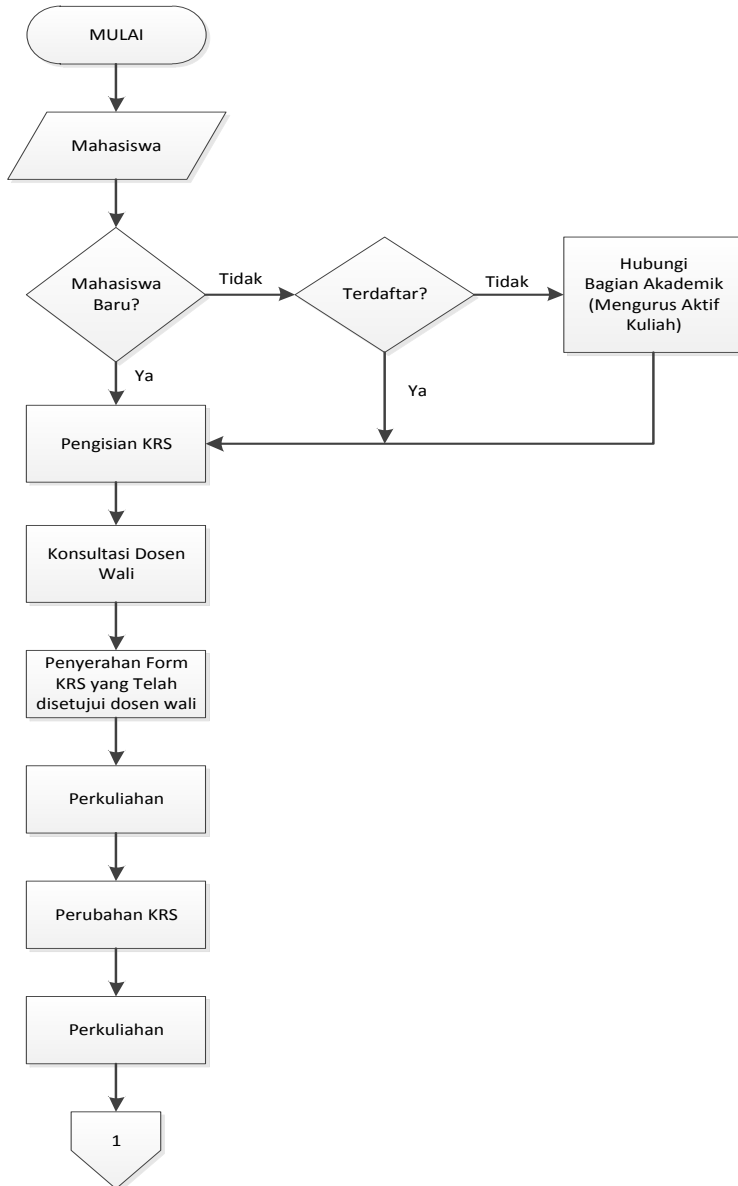 MULAI
Mahasiswa
Mahasiswa
Baru?
Tidak
Terdaftar?
Tidak
Hubungi
Bagian Akademik
(Mengurus Aktif
Kuliah)
Ya
Ya
Pengisian KRS
Konsultasi Dosen
Wali
Penyerahan Form
KRS yang Telah
disetujui dosen wali
Perkuliahan
Perubahan KRS
Perkuliahan
1